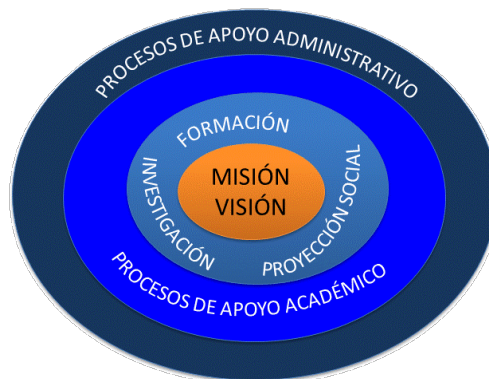 PROCESOS DE APOYO ADMINISTRATIVO
FORMACIÓN
INVESTIGACIÓN
PROYECCIÓN SOCIAL
MISIÓN
VISIÓN
PROCESOS DE APOYO ACADÉMICO